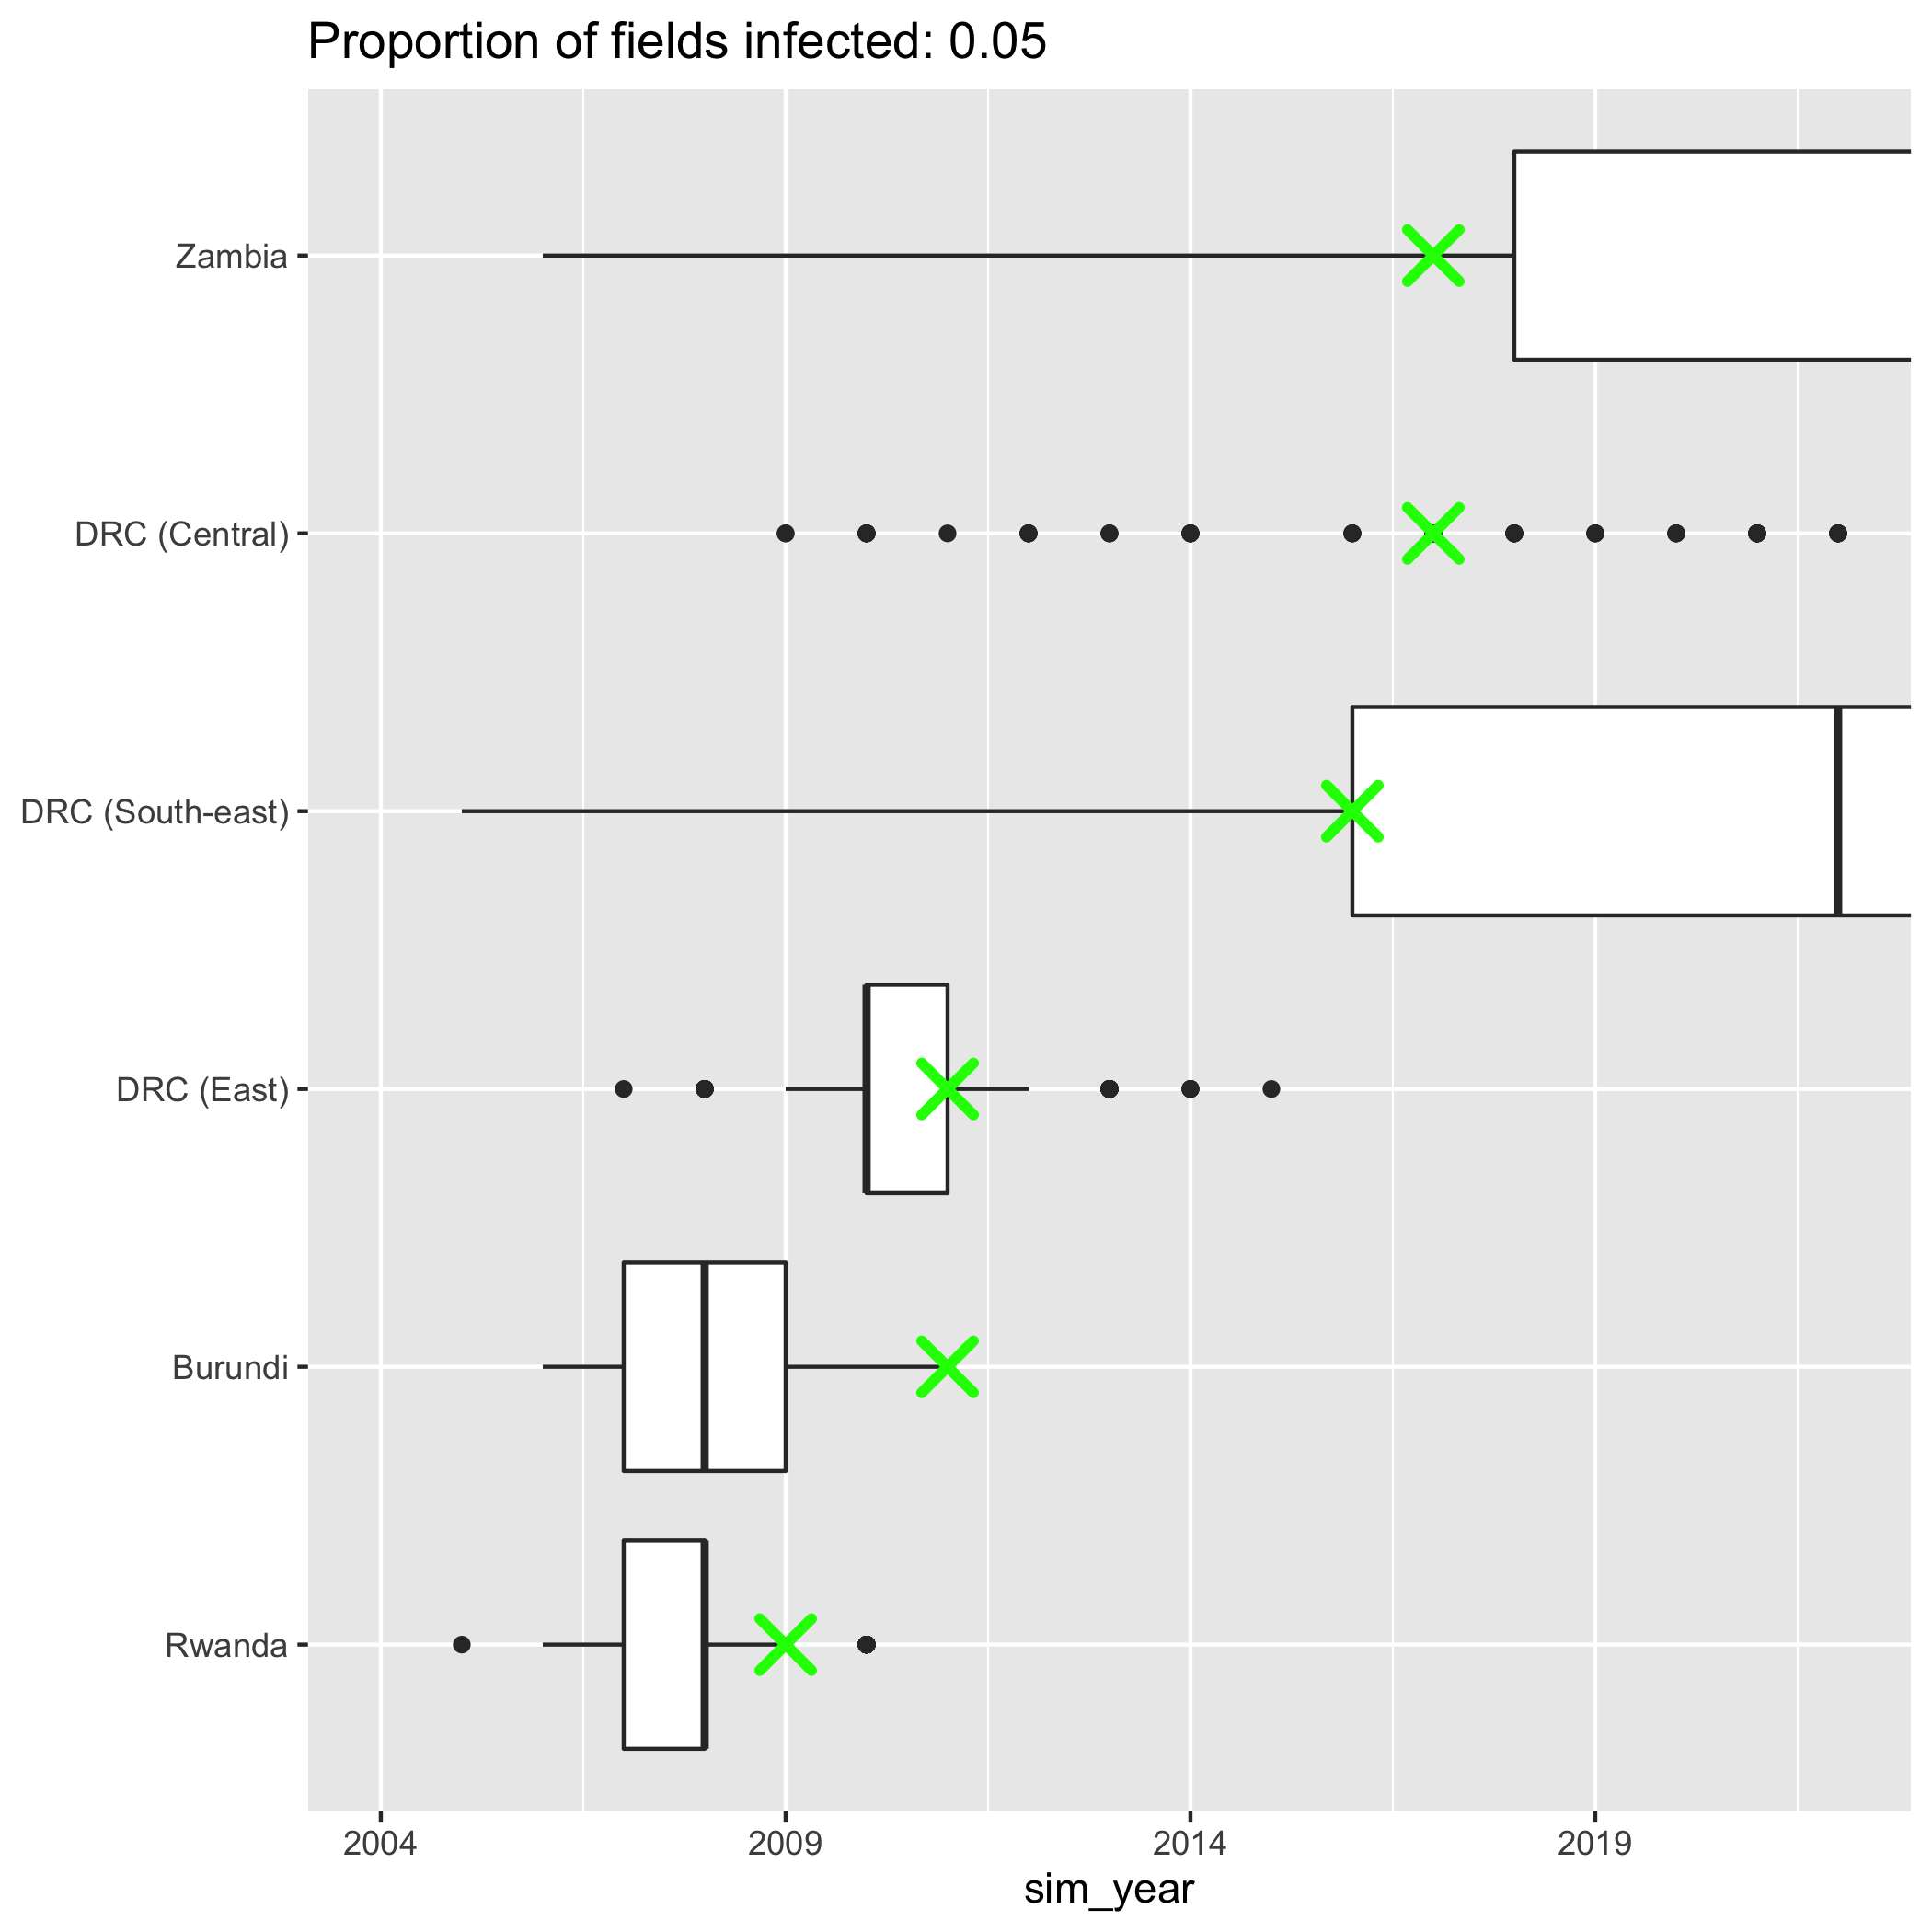 Proportion of fields infected: 0.05
Zambia
DRC (Central)
DRC (South-east)
DRC (East)
Burundi
Rwanda
2004 2009 2014 2019
sim_year